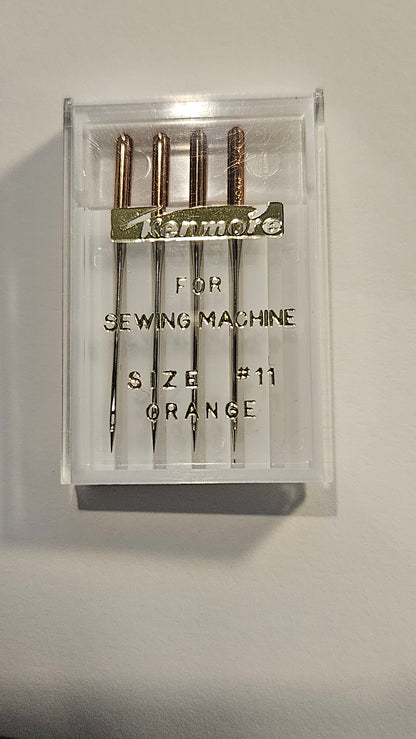 Kenmore
FOR
SEWING MACHINE
SIZE #11
ORANGE